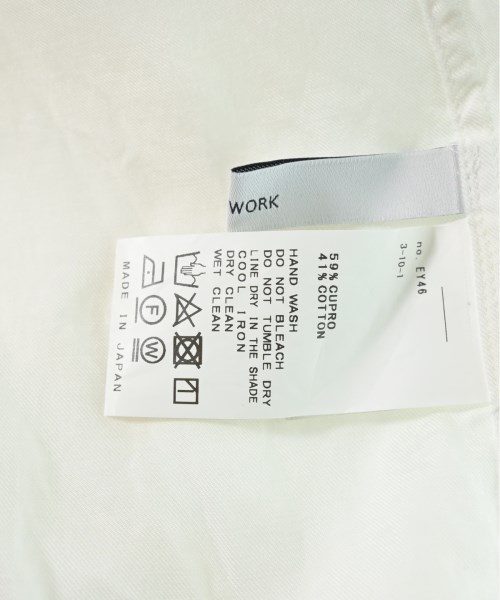 WORK
no. EY46
3-10-1
59% CUPRO
41% COTTON
HAND WASH
DO NOT BLEACH
DO NOT TUMBLE DRY
LINE DRY IN THE SHADE
COOL IRON
DRY CLEAN
WET CLEAN
F
W
MADE IN JAPAN